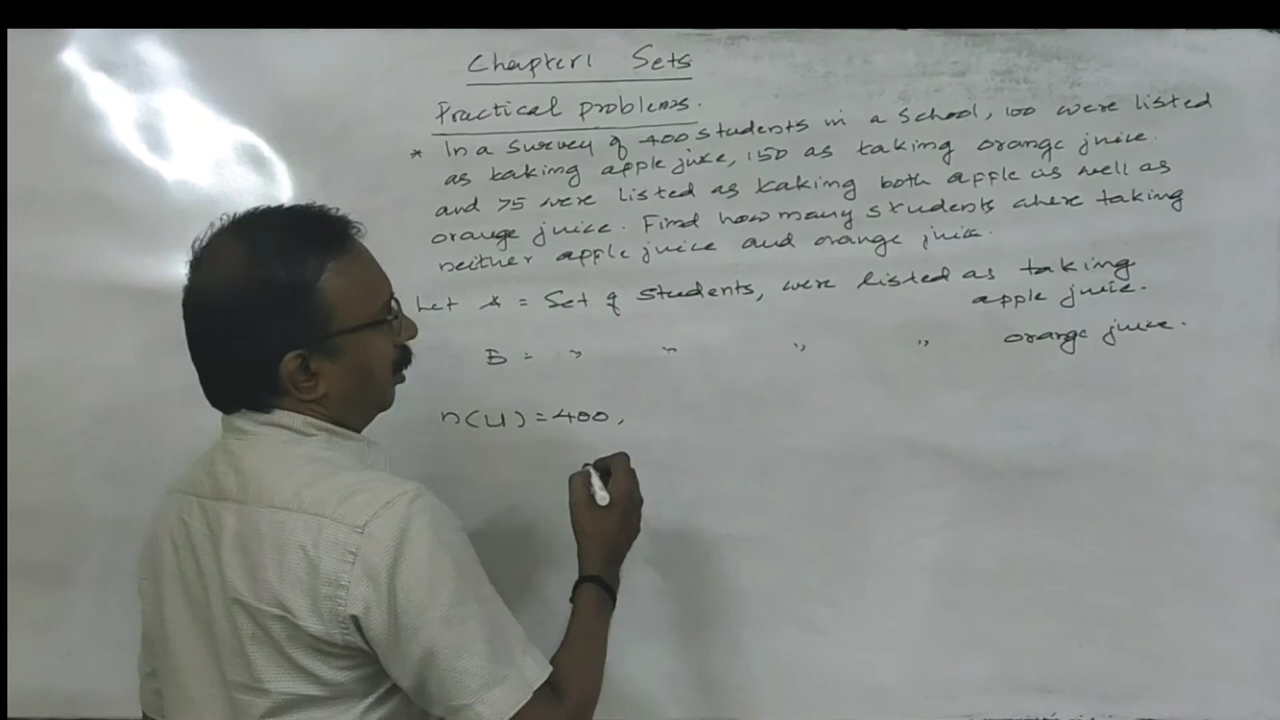 Chapter 1 Sets
Practical problems.
* In a survey of 400 students in a school, 100 were listed
as taking apple juice, 150 as taking orange juice.
and 75 were listed as taking both apple as well as
orange juice. Find how many students where taking
neither apple juice and orange juice.
Let A = Set of students, were listed as taking
apple juice.
B = " " " " orange juice.
n(U) = 400,